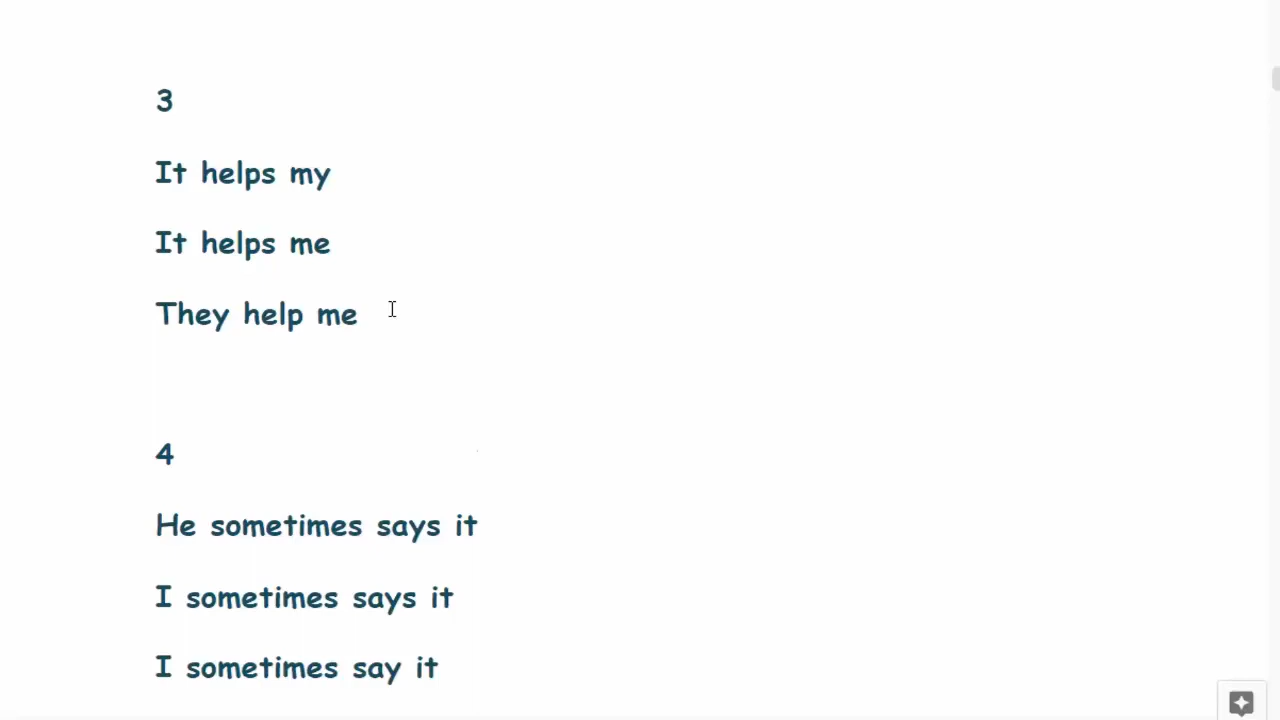 3
It helps my
It helps me
They help me
4
He sometimes says it
I sometimes says it
I sometimes say it